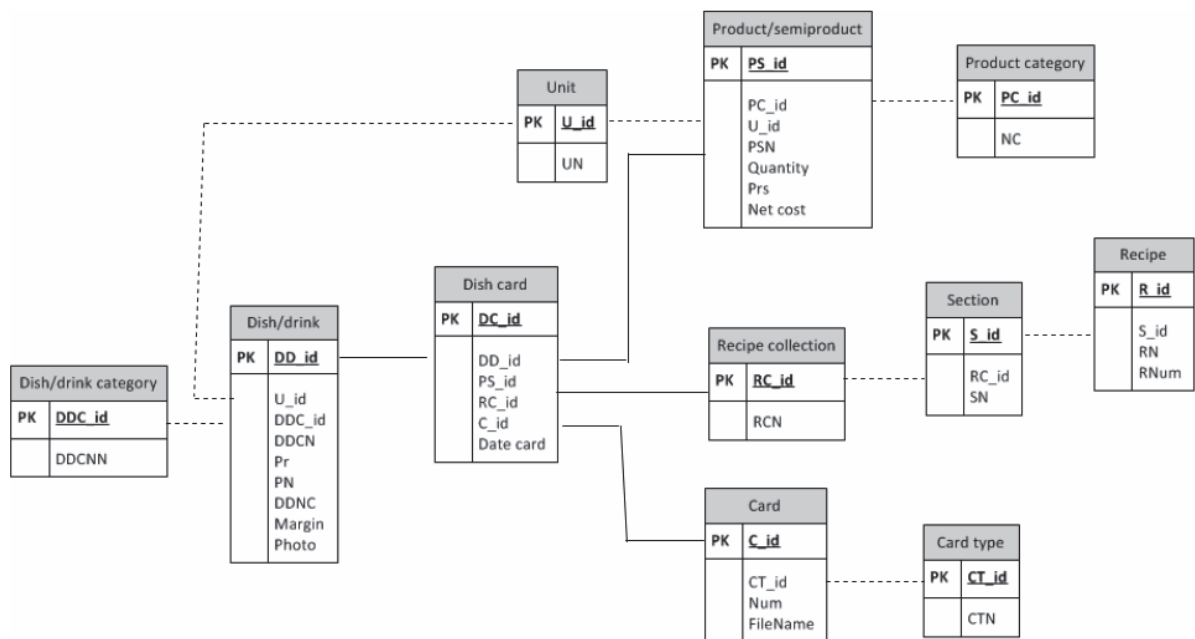 Product/semiproduct
PK PS_id
PC_id
U_id
PSN
Quantity
Prs
Net cost
Product category
PK PC_id
NC
Unit
PK U_id
UN
Recipe
PK R_id
S_id
RN
RNum
Section
PK S_id
RC_id
SN
Dish card
PK DC_id
DD_id
PS_id
RC_id
C_id
Date card
Dish/drink
PK DD_id
U_id
DDC_id
DDCN
Pr
PN
DDNC
Margin
Photo
Recipe collection
PK RC_id
RCN
Dish/drink category
PK DDC_id
DDCNN
Card
PK C_id
CT_id
Num
FileName
Card type
PK CT_id
CTN